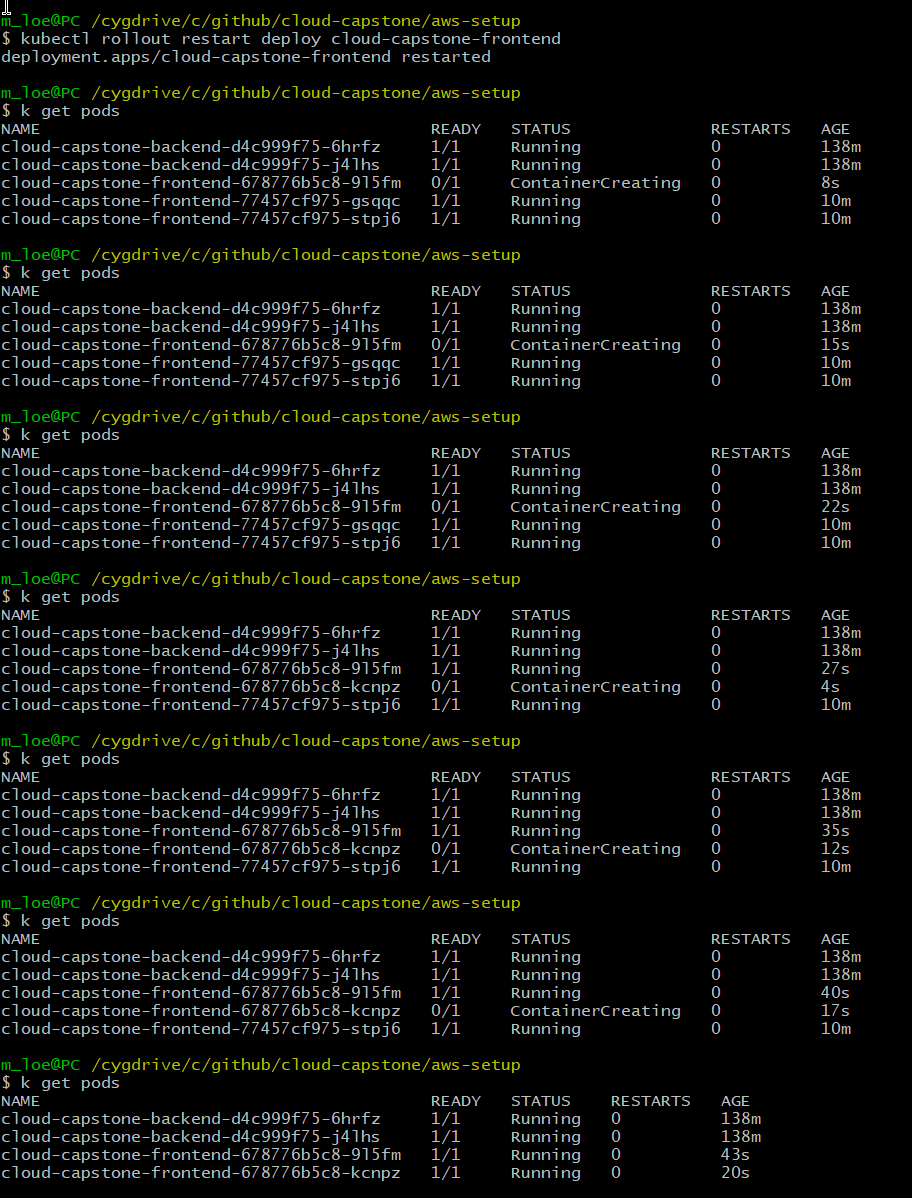 m_loe@PC /cygdrive/c/github/cloud-capstone/aws-setup
$ kubectl rollout restart deploy cloud-capstone-frontend
deployment.apps/cloud-capstone-frontend restarted
m_loe@PC /cygdrive/c/github/cloud-capstone/aws-setup
$ k get pods
NAME READY STATUS RESTARTS AGE
cloud-capstone-backend-d4c999f75-6hrfz 1/1 Running 0 138m
cloud-capstone-backend-d4c999f75-j4lhs 1/1 Running 0 138m
cloud-capstone-frontend-678776b5c8-9l5fm 0/1 ContainerCreating 0 8s
cloud-capstone-frontend-77457cf975-gsqqc 1/1 Running 0 10m
cloud-capstone-frontend-77457cf975-stpj6 1/1 Running 0 10m
m_loe@PC /cygdrive/c/github/cloud-capstone/aws-setup
$ k get pods
NAME READY STATUS RESTARTS AGE
cloud-capstone-backend-d4c999f75-6hrfz 1/1 Running 0 138m
cloud-capstone-backend-d4c999f75-j4lhs 1/1 Running 0 138m
cloud-capstone-frontend-678776b5c8-9l5fm 0/1 ContainerCreating 0 15s
cloud-capstone-frontend-77457cf975-gsqqc 1/1 Running 0 10m
cloud-capstone-frontend-77457cf975-stpj6 1/1 Running 0 10m
m_loe@PC /cygdrive/c/github/cloud-capstone/aws-setup
$ k get pods
NAME READY STATUS RESTARTS AGE
cloud-capstone-backend-d4c999f75-6hrfz 1/1 Running 0 138m
cloud-capstone-backend-d4c999f75-j4lhs 1/1 Running 0 138m
cloud-capstone-frontend-678776b5c8-9l5fm 0/1 ContainerCreating 0 22s
cloud-capstone-frontend-77457cf975-gsqqc 1/1 Running 0 10m
cloud-capstone-frontend-77457cf975-stpj6 1/1 Running 0 10m
m_loe@PC /cygdrive/c/github/cloud-capstone/aws-setup
$ k get pods
NAME READY STATUS RESTARTS AGE
cloud-capstone-backend-d4c999f75-6hrfz 1/1 Running 0 138m
cloud-capstone-backend-d4c999f75-j4lhs 1/1 Running 0 138m
cloud-capstone-frontend-678776b5c8-9l5fm 1/1 Running 0 27s
cloud-capstone-frontend-678776b5c8-kcnpz 0/1 ContainerCreating 0 4s
cloud-capstone-frontend-77457cf975-stpj6 1/1 Running 0 10m
m_loe@PC /cygdrive/c/github/cloud-capstone/aws-setup
$ k get pods
NAME READY STATUS RESTARTS AGE
cloud-capstone-backend-d4c999f75-6hrfz 1/1 Running 0 138m
cloud-capstone-backend-d4c999f75-j4lhs 1/1 Running 0 138m
cloud-capstone-frontend-678776b5c8-9l5fm 1/1 Running 0 35s
cloud-capstone-frontend-678776b5c8-kcnpz 0/1 ContainerCreating 0 12s
cloud-capstone-frontend-77457cf975-stpj6 1/1 Running 0 10m
m_loe@PC /cygdrive/c/github/cloud-capstone/aws-setup
$ k get pods
NAME READY STATUS RESTARTS AGE
cloud-capstone-backend-d4c999f75-6hrfz 1/1 Running 0 138m
cloud-capstone-backend-d4c999f75-j4lhs 1/1 Running 0 138m
cloud-capstone-frontend-678776b5c8-9l5fm 1/1 Running 0 40s
cloud-capstone-frontend-678776b5c8-kcnpz 0/1 ContainerCreating 0 17s
cloud-capstone-frontend-77457cf975-stpj6 1/1 Running 0 10m
m_loe@PC /cygdrive/c/github/cloud-capstone/aws-setup
$ k get pods
NAME READY STATUS RESTARTS AGE
cloud-capstone-backend-d4c999f75-6hrfz 1/1 Running 0 138m
cloud-capstone-backend-d4c999f75-j4lhs 1/1 Running 0 138m
cloud-capstone-frontend-678776b5c8-9l5fm 1/1 Running 0 43s
cloud-capstone-frontend-678776b5c8-kcnpz 1/1 Running 0 20s